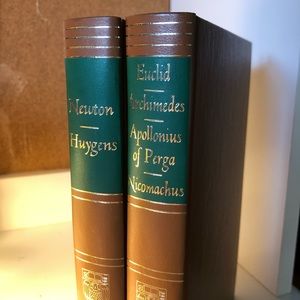 Newton
Huygens
Euclid
Archimedes
Apollonius
of Perga
Nicomachus